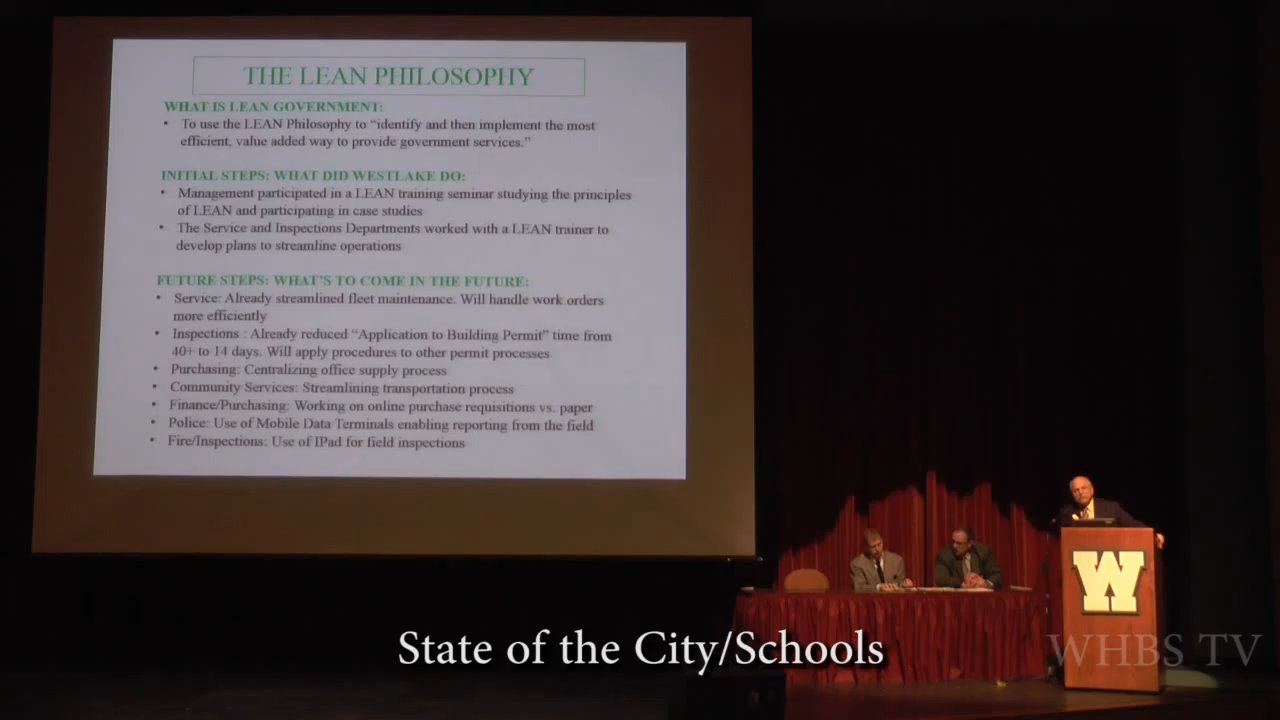 THE LEAN PHILOSOPHY
WHAT IS LEAN GOVERNMENT:
• To use the LEAN Philosophy to “identify and then implement the most
efficient, value added way to provide government services.”
INITIAL STEPS: WHAT DID WESTLAKE DO:
• Management participated in a LEAN training seminar studying the principles
of LEAN and participating in case studies
• The Service and Inspections Departments worked with a LEAN trainer to
develop plans to streamline operations
FUTURE STEPS: WHAT'S TO COME IN THE FUTURE:
• Service: Already streamlined fleet maintenance. Will handle work orders
more efficiently
• Inspections : Already reduced “Application to Building Permit” time from
40+ to 14 days. Will apply procedures to other permit processes
• Purchasing: Centralizing office supply process
• Community Services: Streamlining transportation process
• Finance/Purchasing: Working on online purchase requisitions vs. paper
• Police: Use of Mobile Data Terminals enabling reporting from the field
• Fire/Inspections: Use of IPad for field inspections
W
State of the City/Schools
WHBS TV